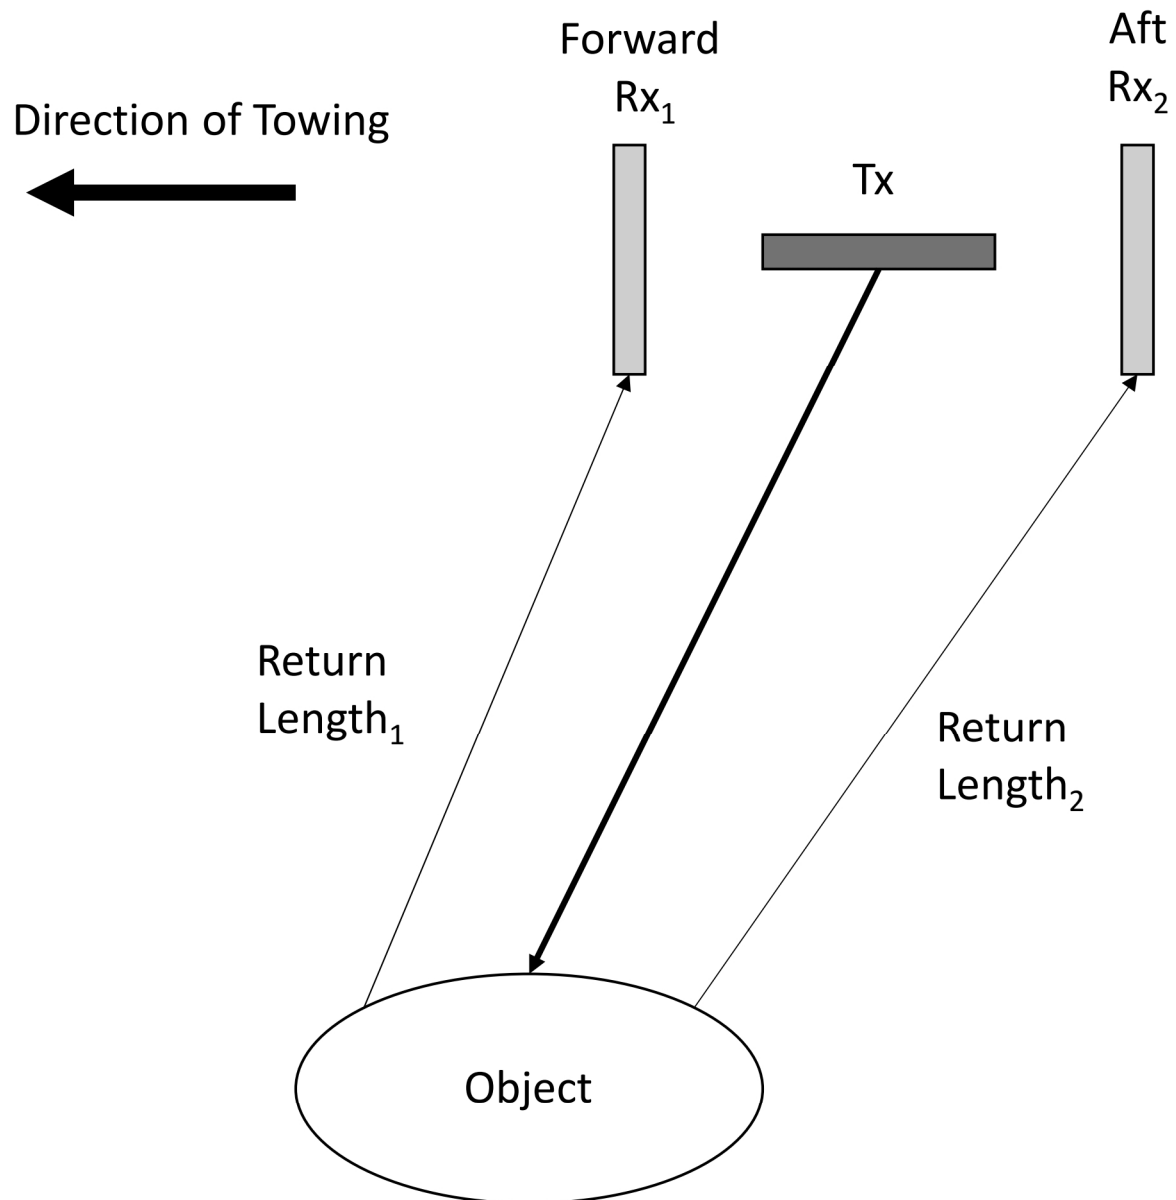 Forward
Rx₁
Aft
Rx₂
Direction of Towing
Tx
Return
Length₁
Return
Length₂
Object